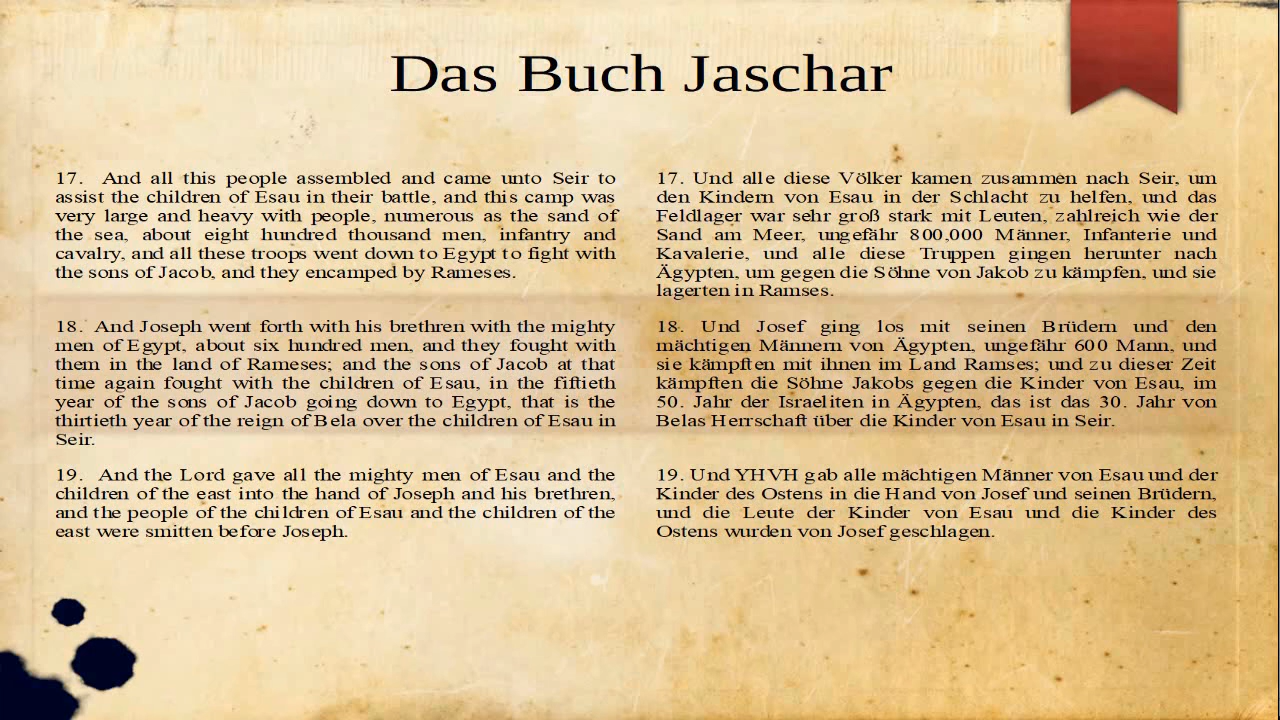 Das Buch Jaschar
17. And all this people assembled and came unto Seir to
assist the children of Esau in their battle, and this camp was
very large and heavy with people, numerous as the sand of
the sea, about eight hundred thousand men, infantry and
cavalry, and all these troops went down to Egypt to fight with
the sons of Jacob, and they encamped by Rameses.
18. And Joseph went forth with his brethren with the mighty
men of Egypt, about six hundred men, and they fought with
them in the land of Rameses; and the sons of Jacob at that
time again fought with the children of Esau, in the fiftieth
year of the sons of Jacob going down to Egypt, that is the
thirtieth year of the reign of Bela over the children of Esau in
Seir.
19. And the Lord gave all the mighty men of Esau and the
children of the east into the hand of Joseph and his brethren,
and the people of the children of Esau and the children of the
east were smitten before Joseph.
17. Und alle diese Völker kamen zusammen nach Seir, um
den Kindern von Esau in der Schlacht zu helfen, und das
Feldlager war sehr groß stark mit Leuten, zahlreich wie der
Sand am Meer, ungefähr 800,000 Männer, Infanterie und
Kavalerie, und alle diese Truppen gingen herunter nach
Ägypten, um gegen die Söhne von Jakob zu kämpfen, und sie
lagerten in Ramses.
18. Und Josef ging los mit seinen Brüdern und den
mächtigen Männern von Ägypten, ungefähr 600 Mann, und
sie kämpften mit ihnen im Land Ramses; und zu dieser Zeit
kämpften die Söhne Jakobs gegen die Kinder von Esau, im
50. Jahr der Israeliten in Ägypten, das ist das 30. Jahr von
Belas Herrschaft über die Kinder von Esau in Seir.
19. Und YHVH gab alle mächtigen Männer von Esau und der
Kinder des Ostens in die Hand von Josef und seinen Brüdern,
und die Leute der Kinder von Esau und die Kinder des
Ostens wurden von Josef geschlagen.